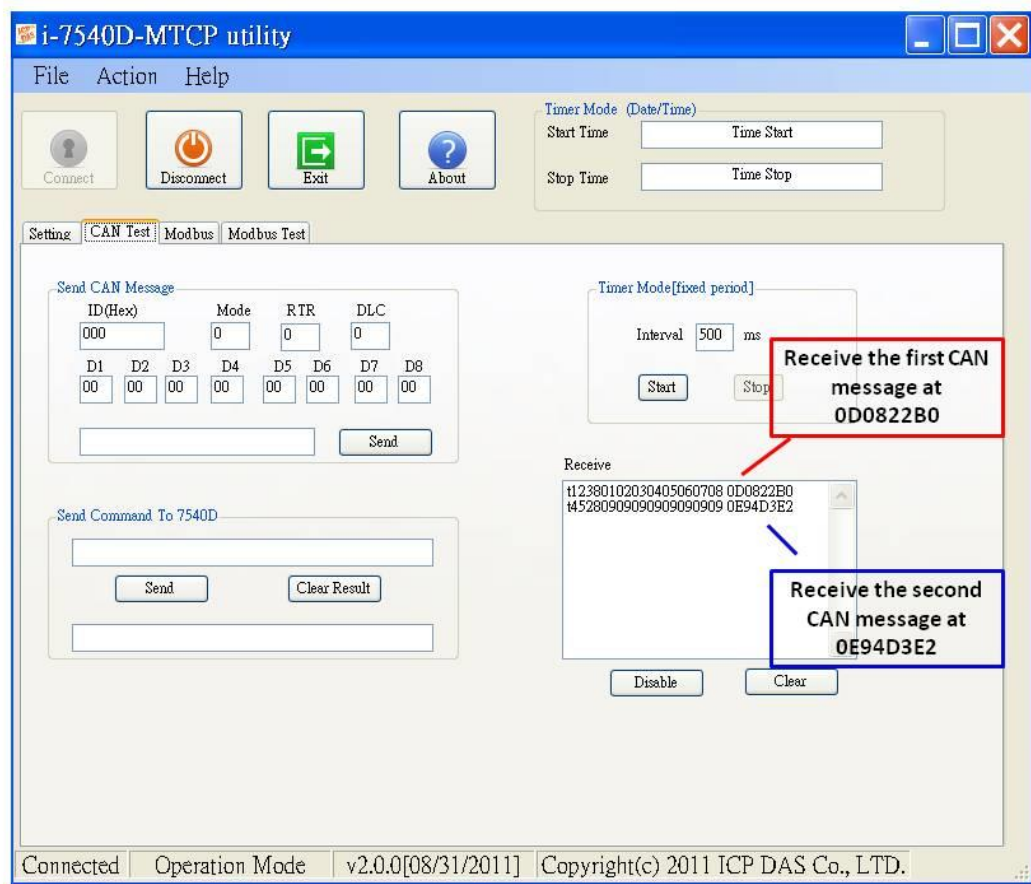 i-7540D-MTCP utility
File Action Help
Connect Disconnect Exit About
Timer Mode (Date/Time)
Start Time Time Start
Stop Time Time Stop
Setting CAN Test Modbus Modbus Test
Send CAN Message
ID(Hex) Mode RTR DLC
000 0 0 0
D1 D2 D3 D4 D5 D6 D7 D8
00 00 00 00 00 00 00 00
Send
Send Command To 7540D
Send Clear Result
Timer Mode[fixed period]
Interval 500 ms
Start Stop
Receive the first CAN
message at
0D0822B0
Receive
t12380102030405060708 0D0822B0
t45280909090909090909 0E94D3E2
Receive the second
CAN message at
0E94D3E2
Disable Clear
Connected Operation Mode v2.0.0[08/31/2011] Copyright(c) 2011 ICP DAS Co., LTD.